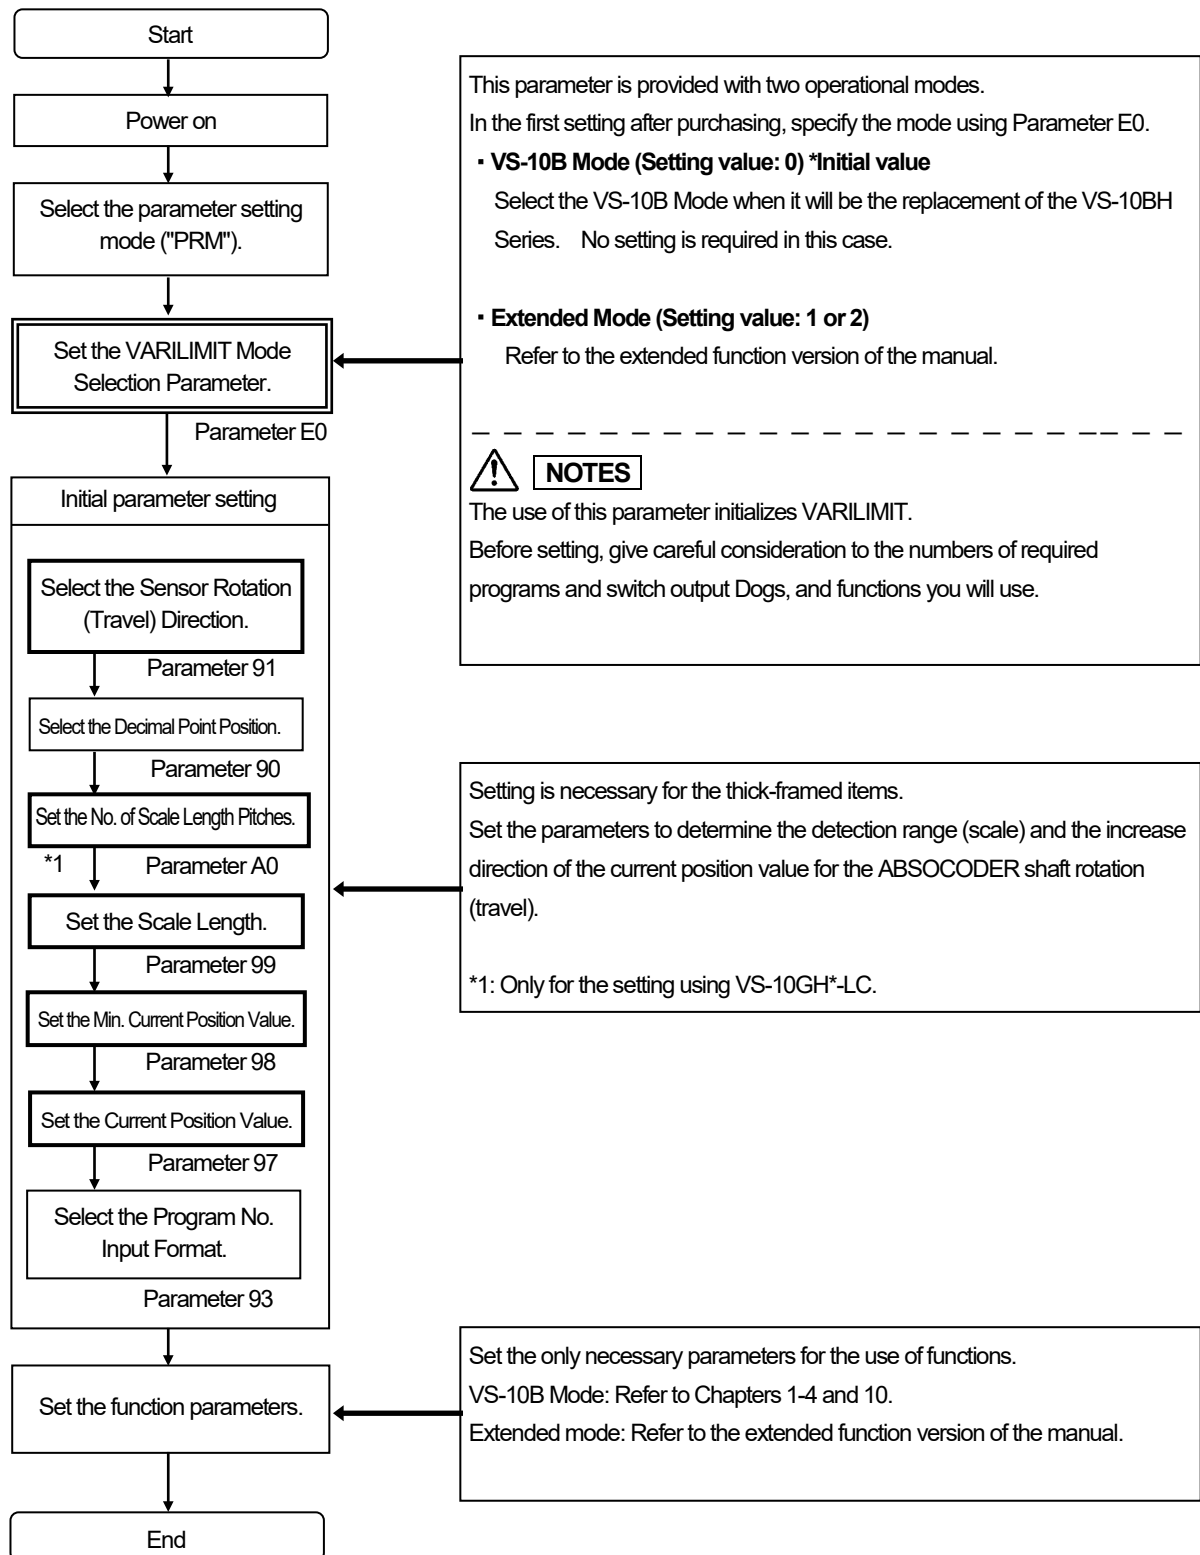 Start
Power on
Select the parameter setting
mode ("PRM").
Set the VARILIMIT Mode
Selection Parameter.
Parameter E0
Initial parameter setting
Select the Sensor Rotation
(Travel) Direction.
Parameter 91
Select the Decimal Point Position.
Parameter 90
Set the No. of Scale Length Pitches.
*1
Parameter A0
Set the Scale Length.
Parameter 99
Set the Min. Current Position Value.
Parameter 98
Set the Current Position Value.
Parameter 97
Select the Program No.
Input Format.
Parameter 93
Set the function parameters.
End
This parameter is provided with two operational modes.
In the first setting after purchasing, specify the mode using Parameter E0.
・VS-10B Mode (Setting value: 0) *Initial value
Select the VS-10B Mode when it will be the replacement of the VS-10BH
Series. No setting is required in this case.
・Extended Mode (Setting value: 1 or 2)
Refer to the extended function version of the manual.
NOTES
The use of this parameter initializes VARILIMIT.
Before setting, give careful consideration to the numbers of required
programs and switch output Dogs, and functions you will use.
Setting is necessary for the thick-framed items.
Set the parameters to determine the detection range (scale) and the increase
direction of the current position value for the ABSOCODER shaft rotation
(travel).
*1: Only for the setting using VS-10GH*-LC.
Set the only necessary parameters for the use of functions.
VS-10B Mode: Refer to Chapters 1-4 and 10.
Extended mode: Refer to the extended function version of the manual.